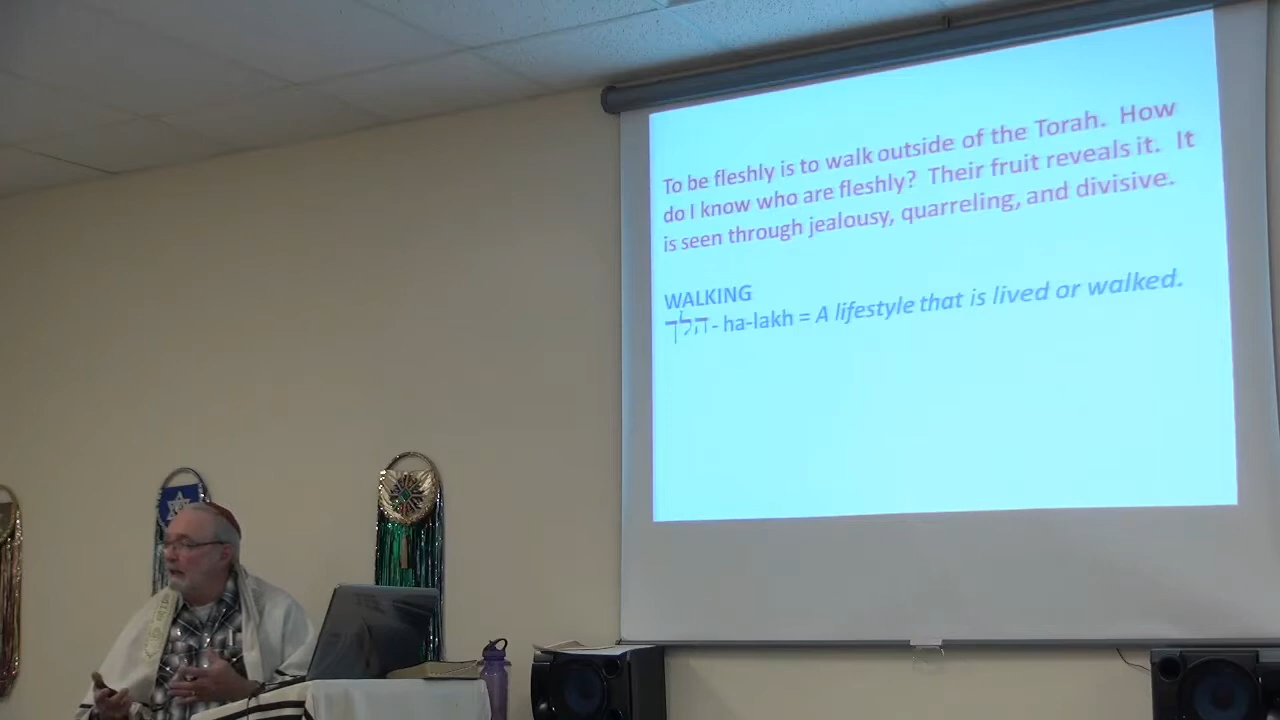 To be fleshly is to walk outside of the Torah.  How
do I know who are fleshly?  Their fruit reveals it.  It
is seen through jealousy, quarreling, and divisive.
WALKING
הלך - ha-lakh = A lifestyle that is lived or walked.